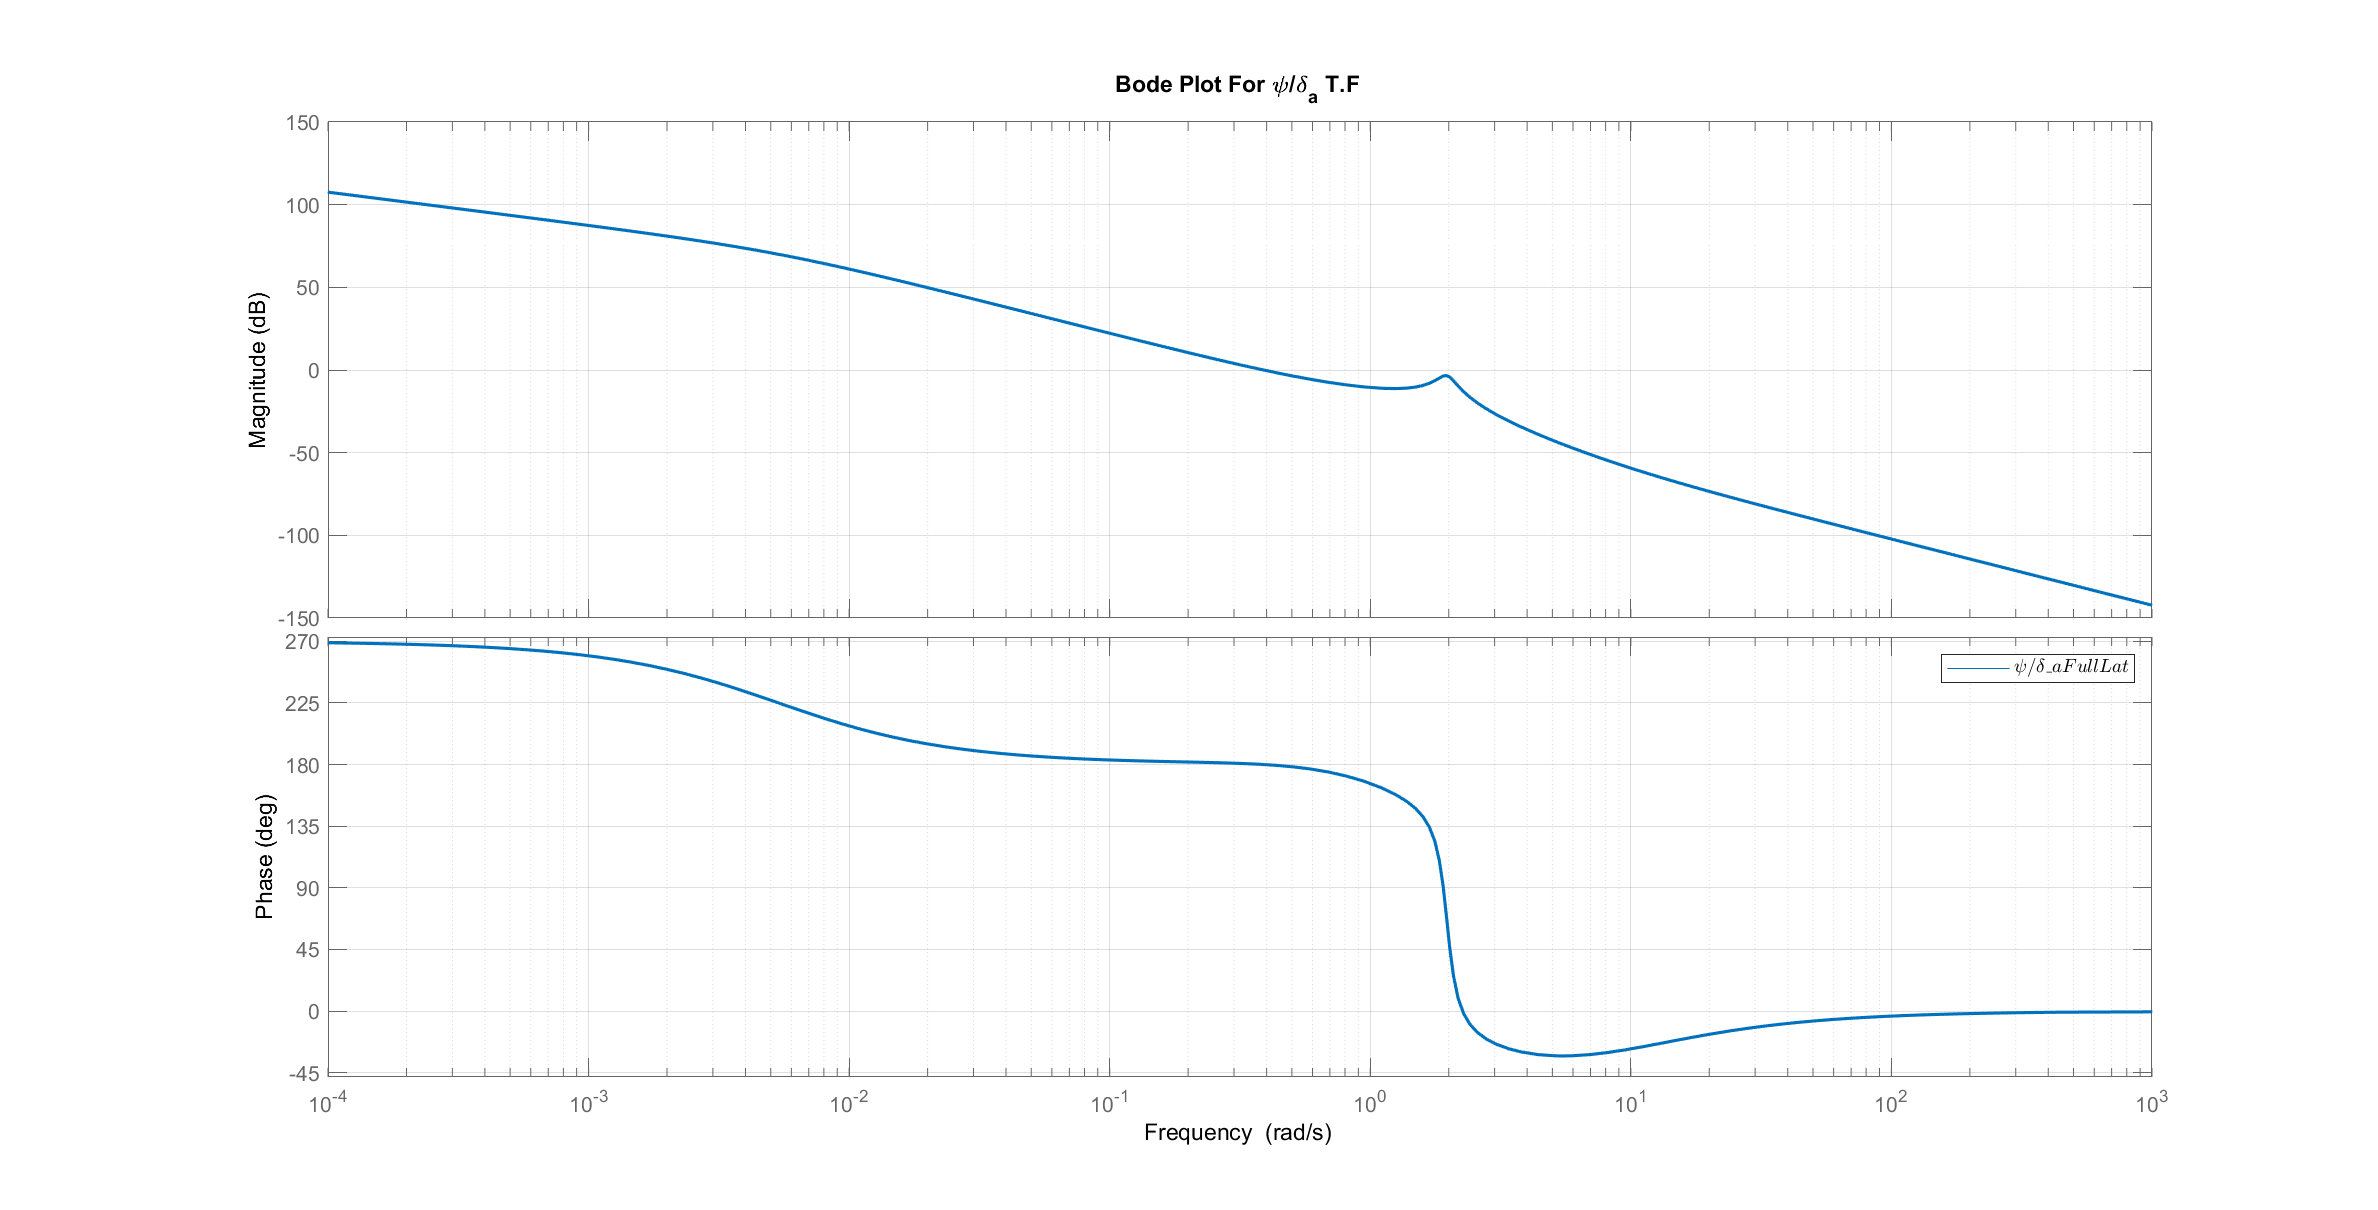 Bode Plot For ψ/δa T.F
Magnitude (dB)
150
100
50
0
-50
-100
-150
Phase (deg)
270
225
180
135
90
45
0
-45
ψ/δ_aFullLat
10-4 10-3 10-2 10-1 100 101 102 103
Frequency (rad/s)